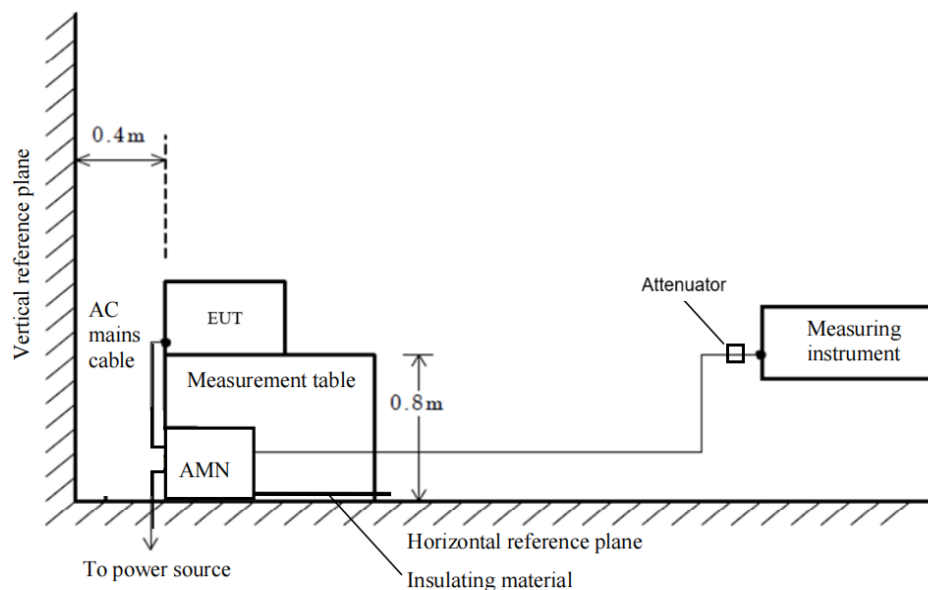 Vertical reference plane
0.4m
AC
mains
cable
EUT
Measurement table
0.8m
AMN
Attenuator
Measuring
instrument
To power source
Horizontal reference plane
Insulating material